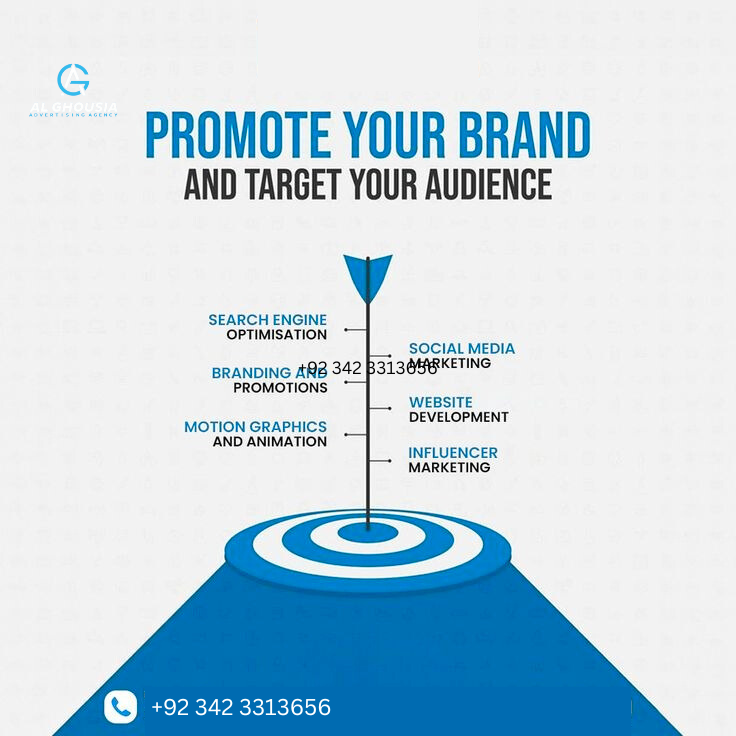 AL GHOUSIA
ADVERTISING AGENCY
PROMOTE YOUR BRAND
AND TARGET YOUR AUDIENCE
SEARCH ENGINE
OPTIMISATION
SOCIAL MEDIA
MARKETING
+92 342 3313656
BRANDING AND
PROMOTIONS
WEBSITE
DEVELOPMENT
MOTION GRAPHICS
AND ANIMATION
INFLUENCER
MARKETING
+92 342 3313656